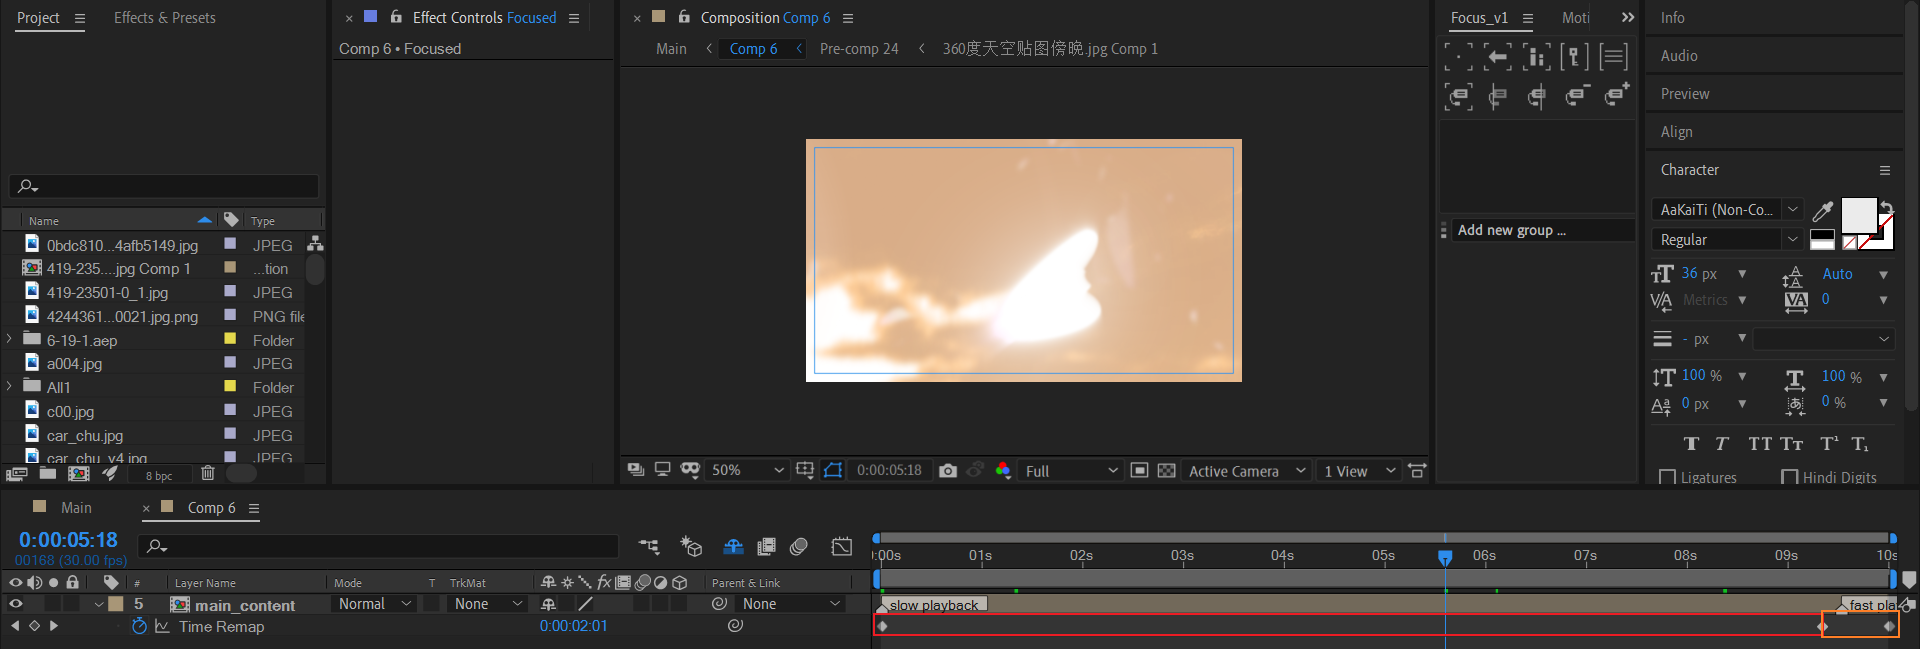 Project
Effects & Presets
Effect Controls Focused
Composition Comp 6
Focus_v1
Moti
Info
Comp 6 • Focused
Main
Comp 6
Pre-comp 24
360度天空贴图傍晚.jpg Comp 1
Audio
Preview
Align
Character
AaKaiTi (Non-Co...
Regular
Add new group ...
36 px
Auto
Metrics
0
- px
100 %
100 %
0 px
0 %
Ligatures
Hindi Digits
Name
Type
0bdc810...4afb5149.jpg
JPEG
419-235....jpg Comp 1
...tion
419-23501-0_1.jpg
JPEG
4244361...0021.jpg.png
PNG file
6-19-1.aep
Folder
a004.jpg
JPEG
All1
Folder
c00.jpg
JPEG
car_chu.jpg
JPEG
car_chu_v4.jpg
JPEG
8 bpc
50%
0:00:05:18
Full
Active Camera
1 View
Main
Comp 6
0:00:05:18
00168 (30.00 fps)
:00s
01s
02s
03s
04s
05s
06s
07s
08s
09s
10s
#
Layer Name
Mode
T
TrkMat
Parent & Link
5
main_content
Normal
None
None
slow playback
fast pla
Time Remap
0:00:02:01